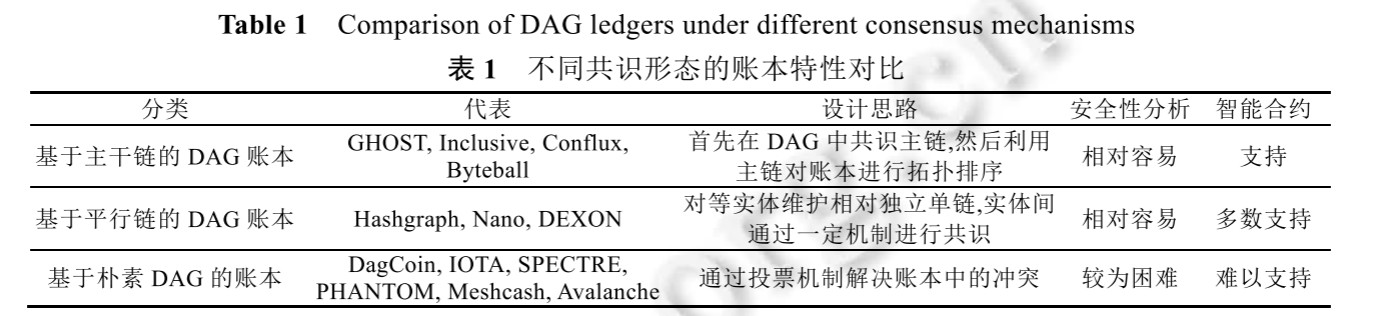 Table 1 Comparison of DAG ledgers under different consensus mechanisms
表 1 不同共识形态的账本特性对比
分类 代表 设计思路 安全性分析 智能合约
基于主干链的 DAG 账本 GHOST, Inclusive, Conflux, Byteball 首先在 DAG 中共识主链,然后利用主链对账本进行拓扑排序 相对容易 支持
基于平行链的 DAG 账本 Hashgraph, Nano, DEXON 对等实体维护相对独立单链,实体间通过一定机制进行共识 相对容易 多数支持
基于朴素 DAG 的账本 DagCoin, IOTA, SPECTRE, PHANTOM, Meshcash, Avalanche 通过投票机制解决账本中的冲突 较为困难 难以支持